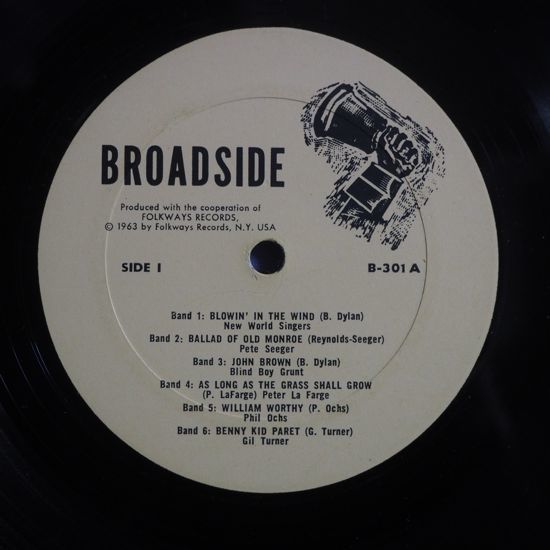 BROADSIDE
Produced with the cooperation of
FOLKWAYS RECORDS,
© 1963 by Folkways Records, N.Y. USA
SIDE I
B-301 A
Band 1: BLOWIN' IN THE WIND (B. Dylan)
New World Singers
Band 2: BALLAD OF OLD MONROE (Reynolds-Seeger)
Pete Seeger
Band 3: JOHN BROWN (B. Dylan)
Blind Boy Grunt
Band 4: AS LONG AS THE GRASS SHALL GROW
(P. LaFarge) Peter La Farge
Band 5: WILLIAM WORTHY (P. Ochs)
Phil Ochs
Band 6: BENNY KID PARET (G. Turner)
Gil Turner